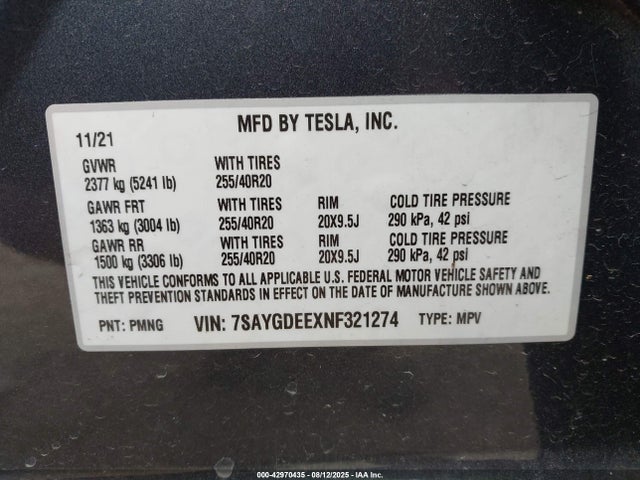 MFD BY TESLA, INC.
11/21
GVWR WITH TIRES
2377 kg (5241 lb) 255/40R20
GAWR FRT WITH TIRES RIM COLD TIRE PRESSURE
1363 kg (3004 lb) 255/40R20 20X9.5J 290 kPa, 42 psi
GAWR RR WITH TIRES RIM COLD TIRE PRESSURE
1500 kg (3306 lb) 255/40R20 20X9.5J 290 kPa, 42 psi
THIS VEHICLE CONFORMS TO ALL APPLICABLE U.S. FEDERAL MOTOR VEHICLE SAFETY AND
THEFT PREVENTION STANDARDS IN EFFECT ON THE DATE OF MANUFACTURE SHOWN ABOVE.
PNT: PMNG VIN: 7SAYGDEEXNF321274 TYPE: MPV
000-42970435 - 08/12/2025 - IAA Inc.